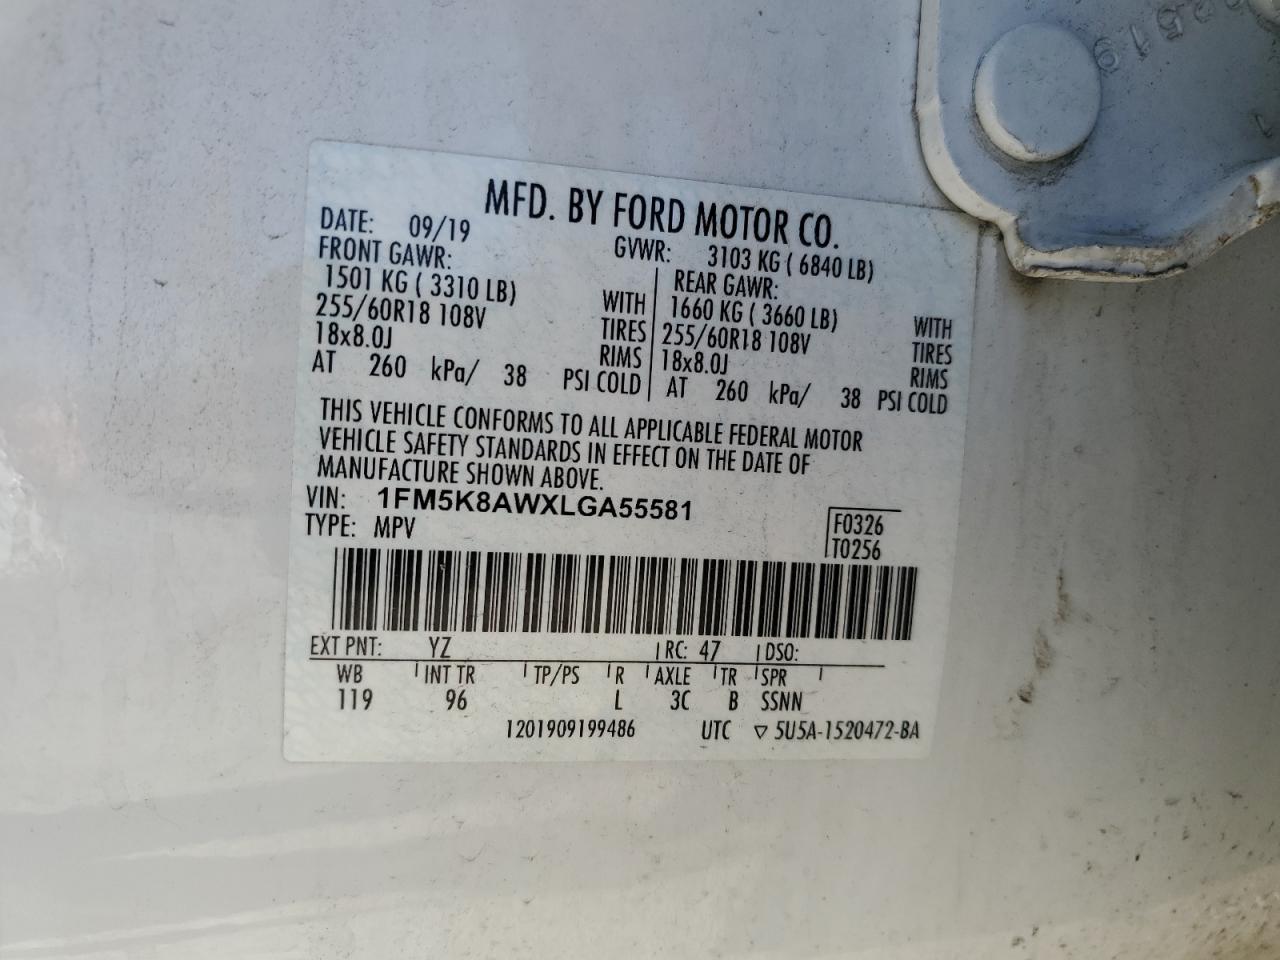 2519
MFD. BY FORD MOTOR CO.
DATE: 09/19 GVWR: 3103 KG ( 6840 LB)
FRONT GAWR: REAR GAWR:
1501 KG ( 3310 LB) WITH 1660 KG ( 3660 LB) WITH
255/60R18 108V TIRES 255/60R18 108V TIRES
18x8.0J RIMS 18x8.0J RIMS
AT 260 kPa/ 38 PSI COLD AT 260 kPa/ 38 PSI COLD
THIS VEHICLE CONFORMS TO ALL APPLICABLE FEDERAL MOTOR
VEHICLE SAFETY STANDARDS IN EFFECT ON THE DATE OF
MANUFACTURE SHOWN ABOVE.
VIN: 1FM5K8AWXLGA55581 F0326
TYPE: MPV T0256
EXT PNT: YZ RC: 47 DSO:
WB INT TR TP/PS R AXLE TR SPR
119 96 L 3C B SSNN
1201909199486 UTC ▽ 5U5A-1520472-BA